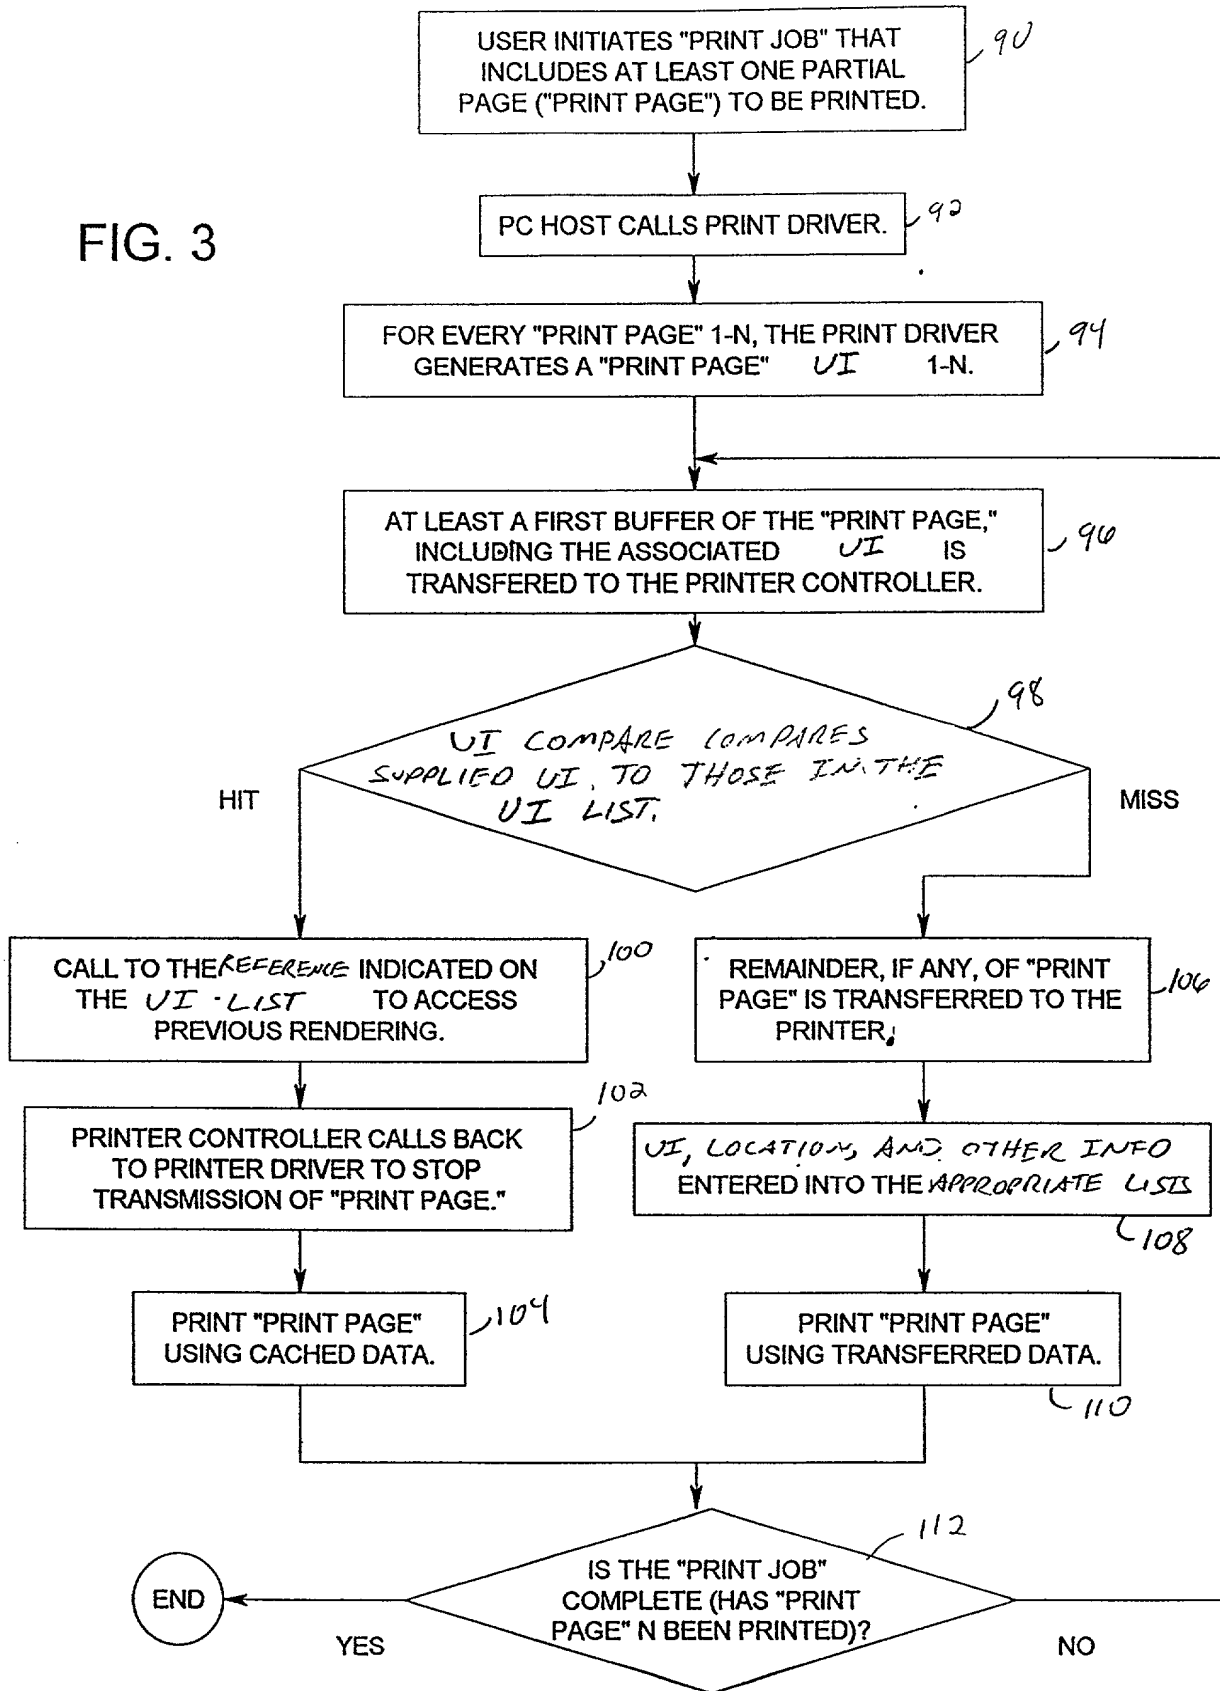 USER INITIATES "PRINT JOB" THAT
INCLUDES AT LEAST ONE PARTIAL
PAGE ("PRINT PAGE") TO BE PRINTED.
90
FIG. 3
PC HOST CALLS PRINT DRIVER.
92
FOR EVERY "PRINT PAGE" 1-N, THE PRINT DRIVER
GENERATES A "PRINT PAGE" UI 1-N.
94
AT LEAST A FIRST BUFFER OF THE "PRINT PAGE,"
INCLUDING THE ASSOCIATED UI IS
TRANSFERED TO THE PRINTER CONTROLLER.
96
UI COMPARE COMPARES
SUPPLIED UI TO THOSE IN THE
UI LIST.
98
HIT
MISS
CALL TO THE REFERENCE INDICATED ON
THE UI-LIST TO ACCESS
PREVIOUS RENDERING.
100
REMAINDER, IF ANY, OF "PRINT
PAGE" IS TRANSFERRED TO THE
PRINTER.
106
PRINTER CONTROLLER CALLS BACK
TO PRINTER DRIVER TO STOP
TRANSMISSION OF "PRINT PAGE."
102
UI, LOCATION, AND OTHER INFO
ENTERED INTO THE APPROPRIATE LISTS
108
PRINT "PRINT PAGE"
USING CACHED DATA.
104
PRINT "PRINT PAGE"
USING TRANSFERRED DATA.
110
IS THE "PRINT JOB"
COMPLETE (HAS "PRINT
PAGE" N BEEN PRINTED)?
112
END
YES
NO